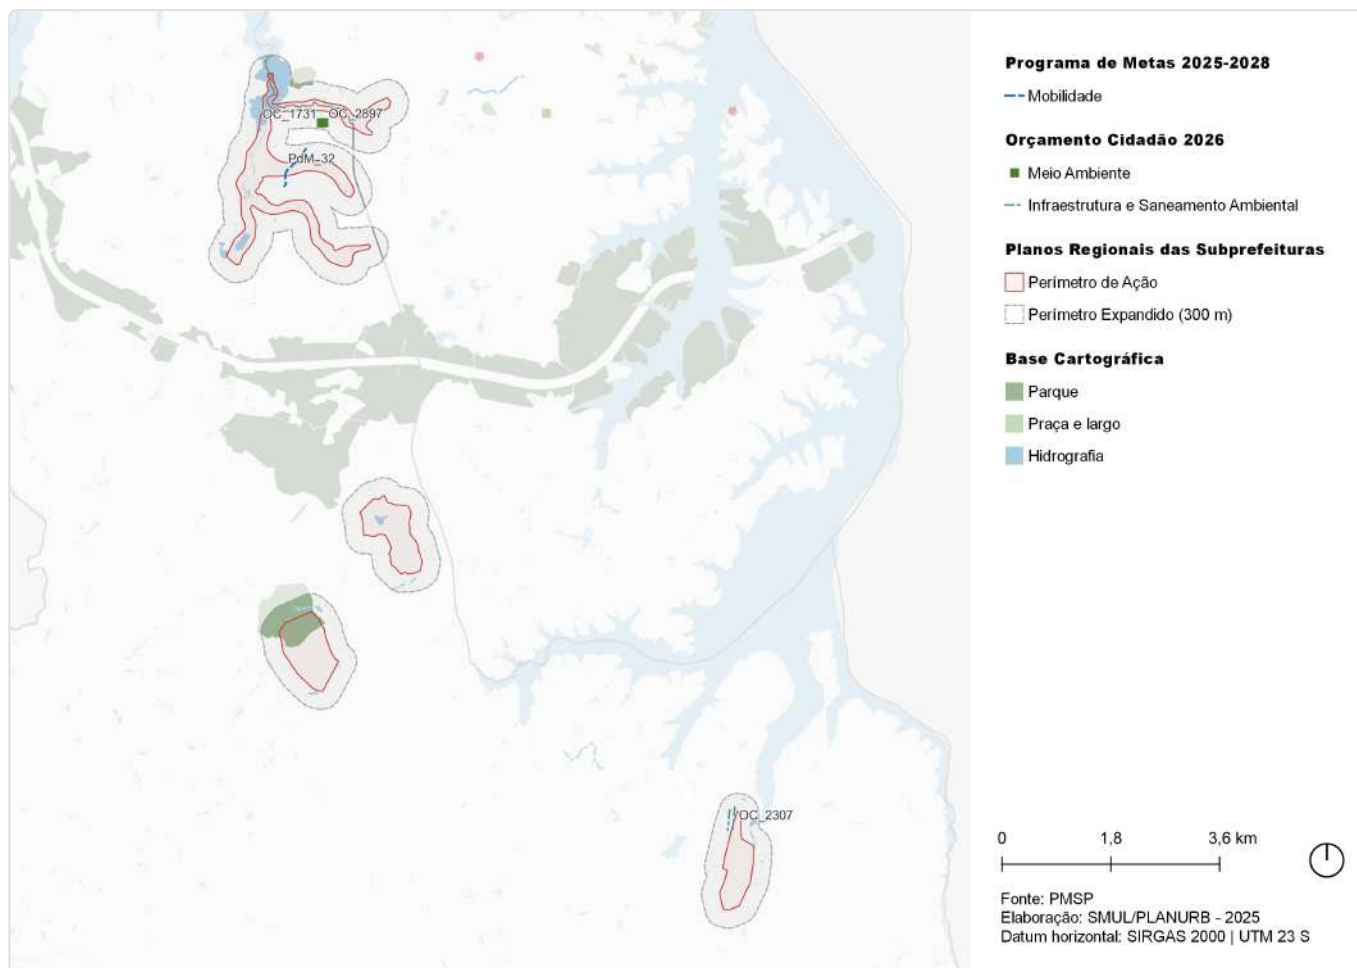 OC_1731
OC_2897
PdM_32
OC_2307
Programa de Metas 2025-2028
Mobilidade
Orçamento Cidadão 2026
Meio Ambiente
Infraestrutura e Saneamento Ambiental
Planos Regionais das Subprefeituras
Perímetro de Ação
Perímetro Expandido (300 m)
Base Cartográfica
Parque
Praça e largo
Hidrografia
0 1,8 3,6 km
Fonte: PMSP
Elaboração: SMUL/PLANURB - 2025
Datum horizontal: SIRGAS 2000 | UTM 23 S